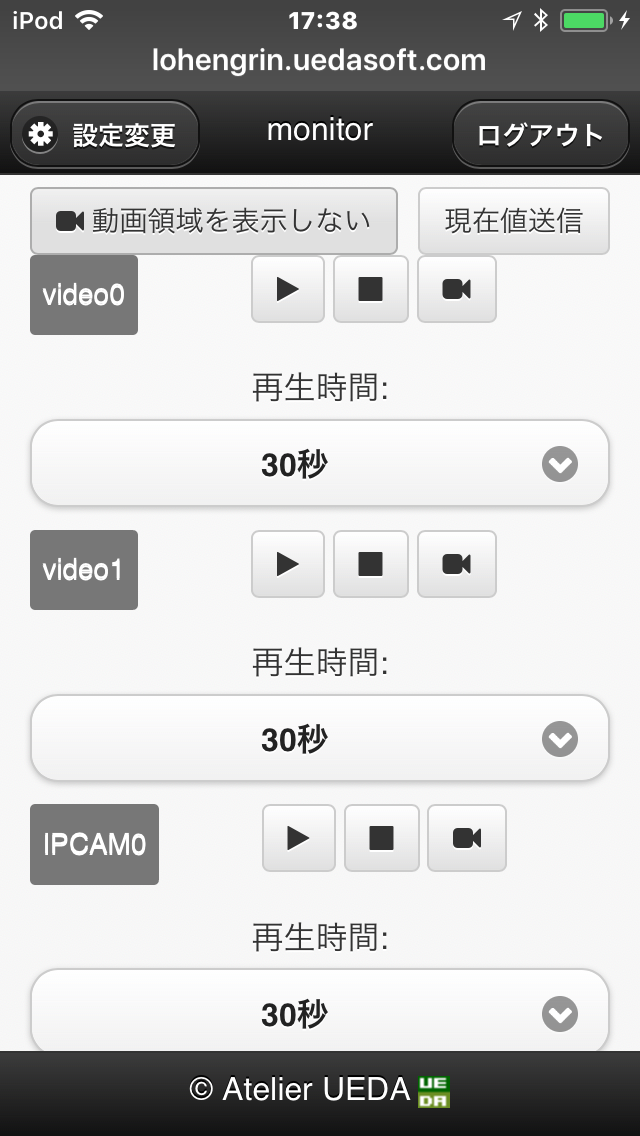 iPod 17:38
lohengrin.uedasoft.com
設定変更 monitor ログアウト
動画領域を表示しない 現在値送信
video0
再生時間:
30秒
video1
再生時間:
30秒
IPCAM0
再生時間:
30秒
© Atelier UEDA UE
DA